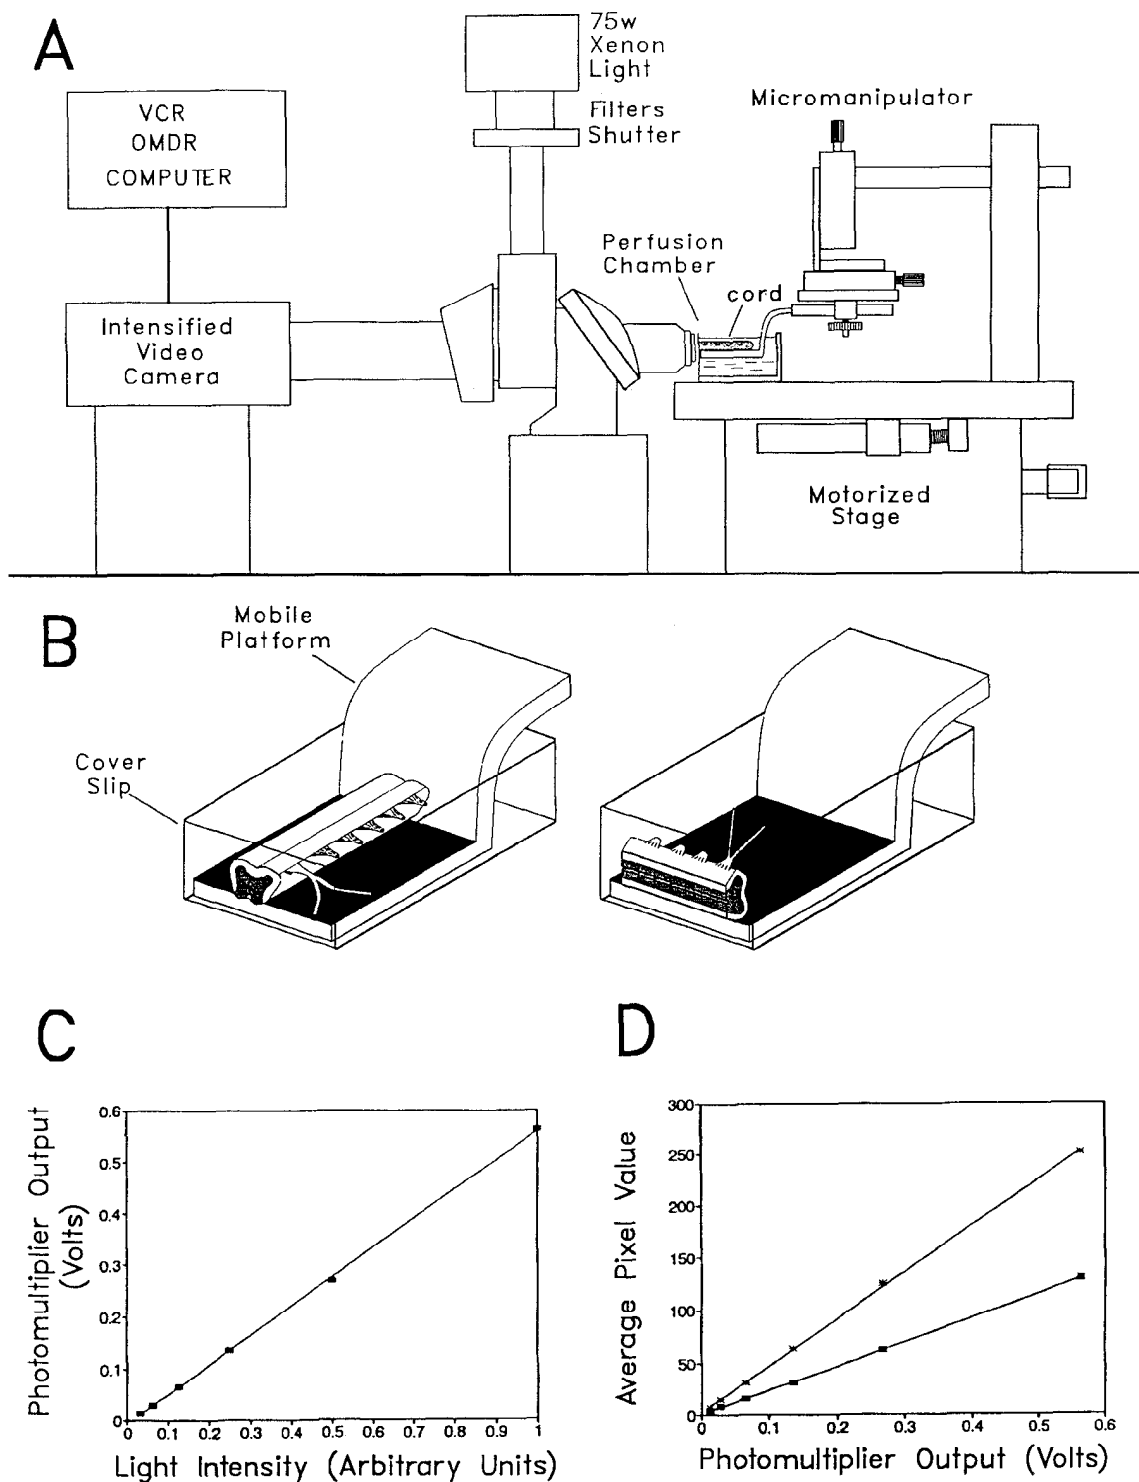 A
75w
Xenon
Light
VCR
OMDR
COMPUTER
Filters
Shutter
Micromanipulator
Perfusion
Chamber
cord
Intensified
Video
Camera
Motorized
Stage
B
Mobile
Platform
Cover
Slip
C
Photomultiplier Output
(Volts)
0.6
0.5
0.4
0.3
0.2
0.1
0
0 0.1 0.2 0.3 0.4 0.5 0.6 0.7 0.8 0.9 1
Light Intensity (Arbitrary Units)
D
Average Pixel Value
300
250
200
150
100
50
0
0 0.1 0.2 0.3 0.4 0.5 0.6
Photomultiplier Output (Volts)